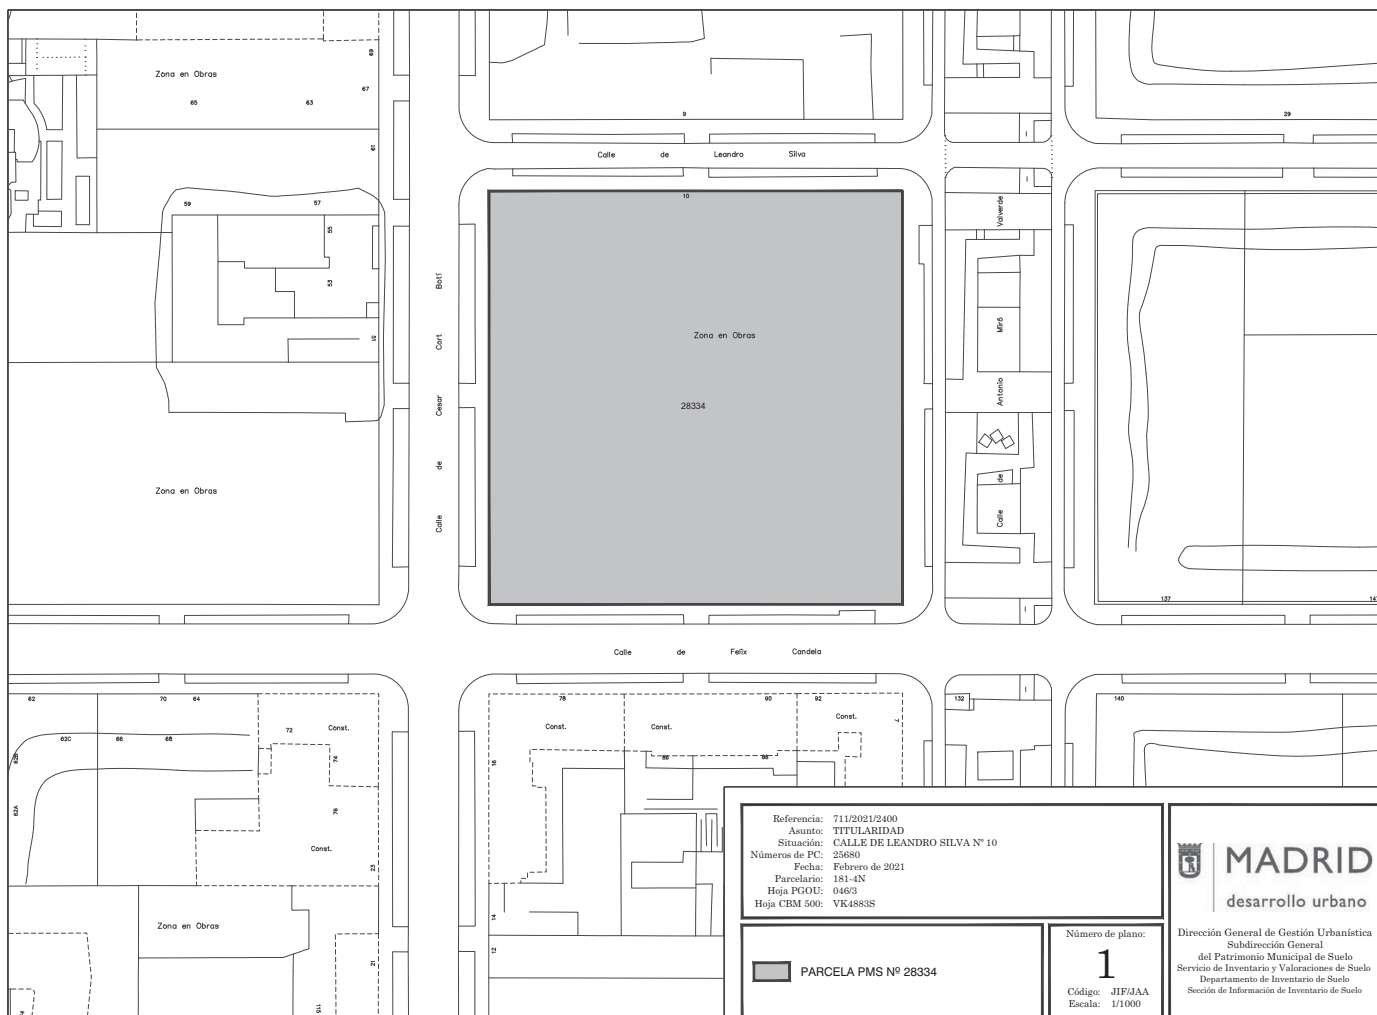 69
Zona en Obras
67
65 63
9
29
61
Calle de Leandro Silva
59 57
10
55
53
51
Calle de Cesar Cort Botí
Zona en Obras
28334
Calle de Antonio Miró Valverde
Zona en Obras
137
147
Calle de Felix Candela
62 70 64
72
Const.
62C 66 68
62B
74
62A
76
Const.
23
78 90 92
Const. Const. Const.
7
16
86 88
132
140
14
12
Zona en Obras
21
115
Referencia: 711/2021/2400
Asunto: TITULARIDAD
Situación: CALLE DE LEANDRO SILVA Nº 10
Números de PC: 25680
Fecha: Febrero de 2021
Parcelario: 181-4N
Hoja PGOU: 046/3
Hoja CBM 500: VK4883S
PARCELA PMS Nº 28334
Número de plano:
1
Código: JIF/JAA
Escala: 1/1000
MADRID
desarrollo urbano
Dirección General de Gestión Urbanística
Subdirección General
del Patrimonio Municipal de Suelo
Servicio de Inventario y Valoraciones de Suelo
Departamento de Inventario de Suelo
Sección de Información de Inventario de Suelo